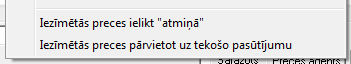 Iezīmētās preces ielikt "atmiņā"
Iezīmētās preces pārvietot uz tekošo pasūtījumu